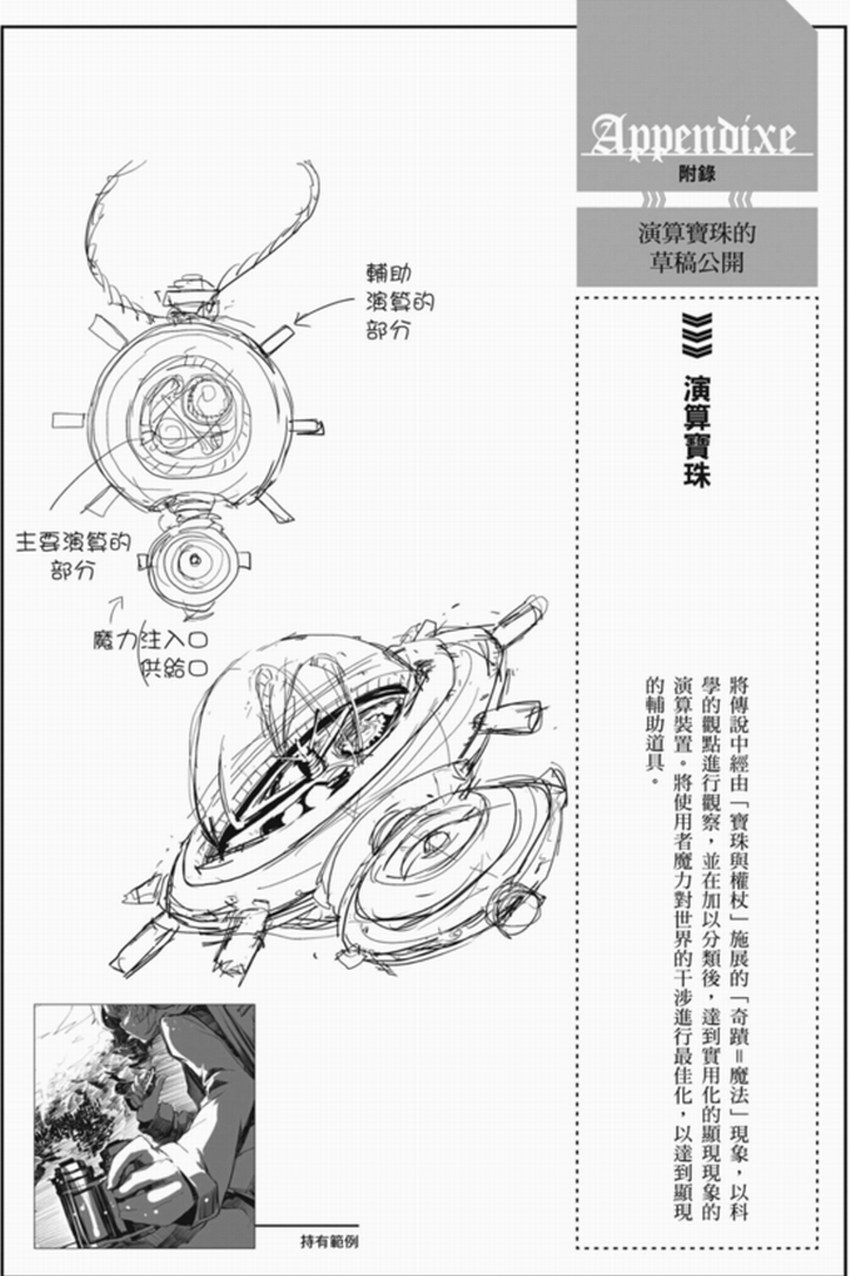 Appendixe
附錄
演算寶珠的
草稿公開
演算寶珠
將傳說中經由「寶珠與權杖」施展的「奇蹟=魔法」現象,以科
學的觀點進行觀察,並在加以分類後,達到實用化的顯現現象的
演算裝置。將使用者魔力對世界的干涉進行最佳化,以達到顯現
的輔助道具。
輔助
演算的
部分
主要演算的
部分
魔力注入口
供給口
持有範例